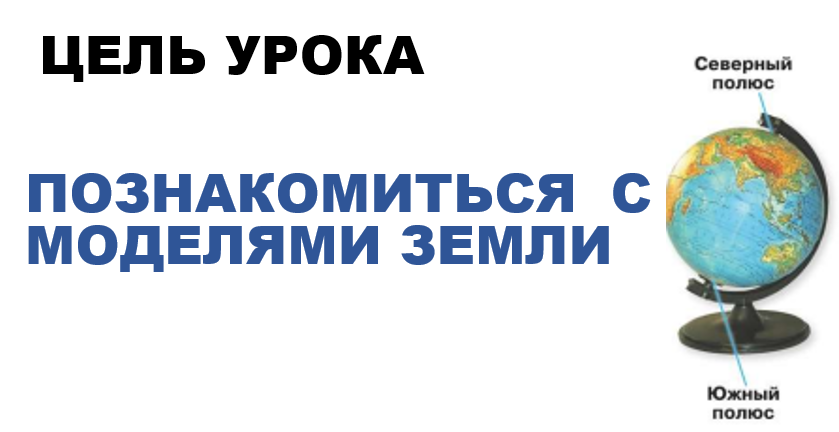 ЦЕЛЬ УРОКА
ПОЗНАКОМИТЬСЯ С
МОДЕЛЯМИ ЗЕМЛИ
Северный
полюс
Южный
полюс